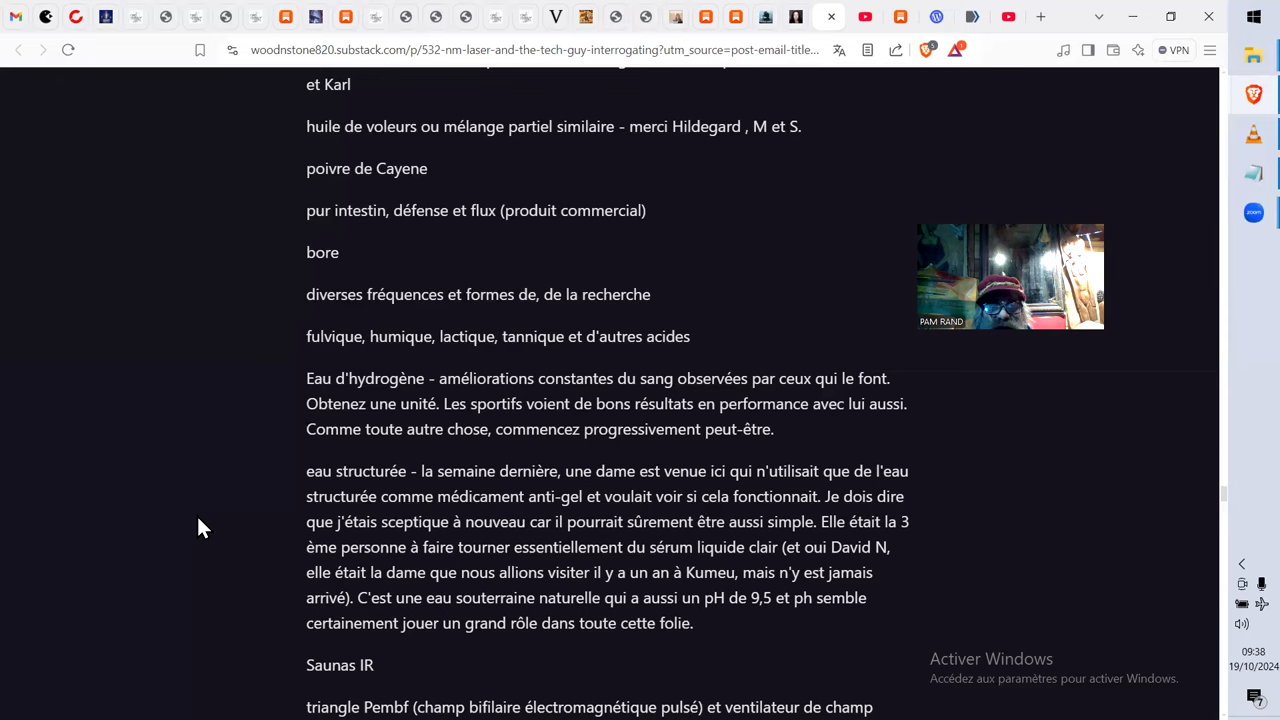 woodnstone820.substack.com/p/532-nm-laser-and-the-tech-guy-interrogating?utm_source=post-email-title...
VPN
et Karl
huile de voleurs ou mélange partiel similaire - merci Hildegard , M et S.
poivre de Cayene
pur intestin, défense et flux (produit commercial)
bore
diverses fréquences et formes de, de la recherche
fulvique, humique, lactique, tannique et d'autres acides
Eau d'hydrogène - améliorations constantes du sang observées par ceux qui le font.
Obtenez une unité. Les sportifs voient de bons résultats en performance avec lui aussi.
Comme toute autre chose, commencez progressivement peut-être.
eau structurée - la semaine dernière, une dame est venue ici qui n'utilisait que de l'eau
structurée comme médicament anti-gel et voulait voir si cela fonctionnait. Je dois dire
que j'étais sceptique à nouveau car il pourrait sûrement être aussi simple. Elle était la 3
ème personne à faire tourner essentiellement du sérum liquide clair (et oui David N,
elle était la dame que nous allions visiter il y a un an à Kumeu, mais n'y est jamais
arrivé). C'est une eau souterraine naturelle qui a aussi un pH de 9,5 et ph semble
certainement jouer un grand rôle dans toute cette folie.
Saunas IR
triangle Pembf (champ bifilaire électromagnétique pulsé) et ventilateur de champ
PAM RAND
Activer Windows
Accédez aux paramètres pour activer Windows.
zoom
09:38
19/10/2024
7